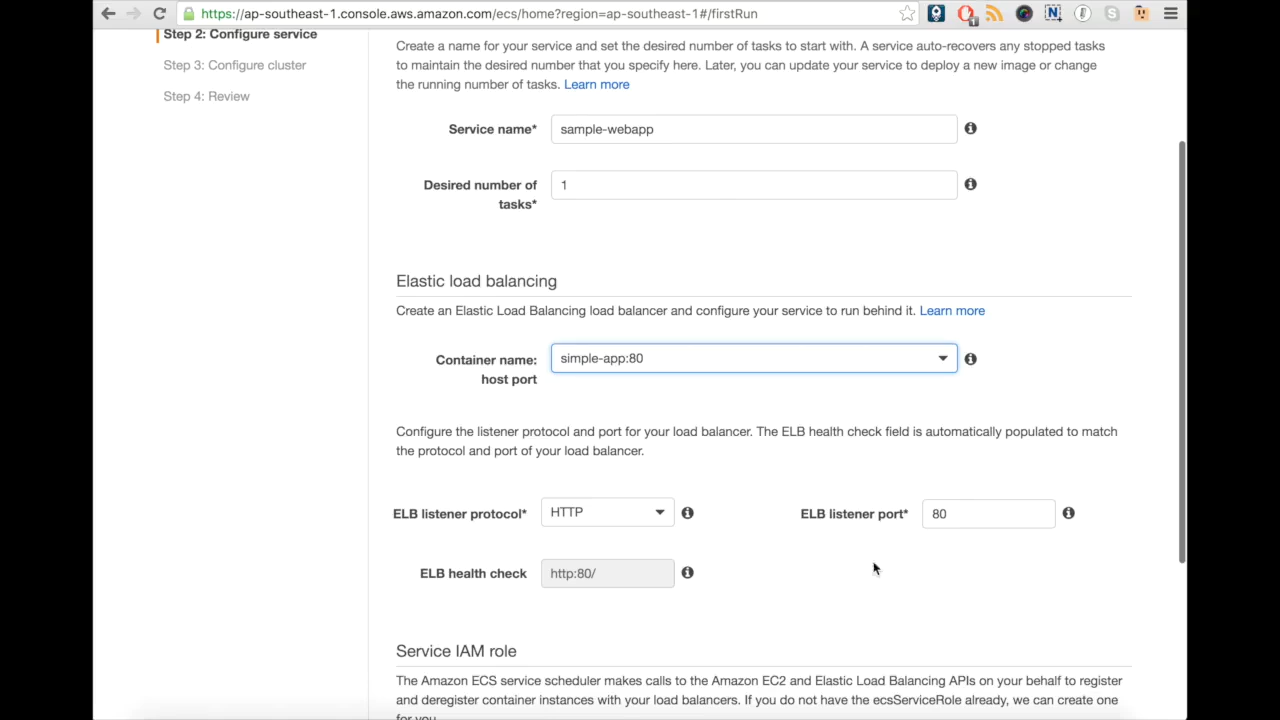 https://ap-southeast-1.console.aws.amazon.com/ecs/home?region=ap-southeast-1#/firstRun
1
N
Step 2: Configure service
Step 3: Configure cluster
Step 4: Review
Create a name for your service and set the desired number of tasks to start with. A service auto-recovers any stopped tasks
to maintain the desired number that you specify here. Later, you can update your service to deploy a new image or change
the running number of tasks. Learn more
Service name* sample-webapp
Desired number of
tasks* 1
Elastic load balancing
Create an Elastic Load Balancing load balancer and configure your service to run behind it. Learn more
Container name:
host port simple-app:80
Configure the listener protocol and port for your load balancer. The ELB health check field is automatically populated to match
the protocol and port of your load balancer.
ELB listener protocol* HTTP ELB listener port* 80
ELB health check http:80/
Service IAM role
The Amazon ECS service scheduler makes calls to the Amazon EC2 and Elastic Load Balancing APIs on your behalf to register
and deregister container instances with your load balancers. If you do not have the ecsServiceRole already, we can create one
for you